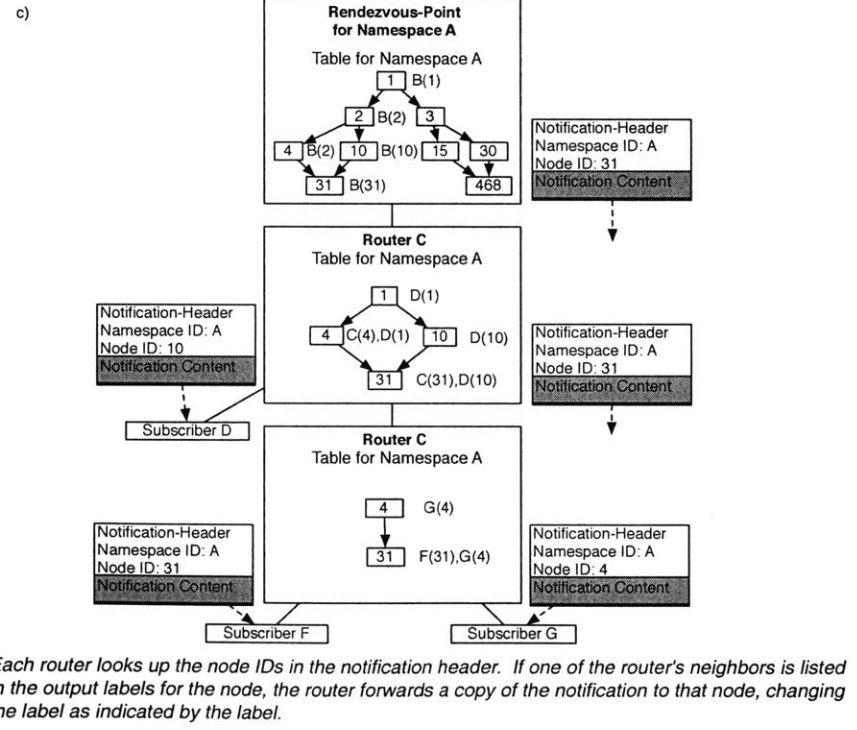 c)
Rendezvous-Point
for Namespace A
Table for Namespace A
1 B(1)
2 B(2) 3
4 B(2) 10 B(10) 15 30
31 B(31) 468
Notification-Header
Namespace ID: A
Node ID: 31
Notification Content
Router C
Table for Namespace A
1 D(1)
4 C(4),D(1) 10 D(10)
31 C(31),D(10)
Notification-Header
Namespace ID: A
Node ID: 10
Notification Content
Subscriber D
Notification-Header
Namespace ID: A
Node ID: 31
Notification Content
Router C
Table for Namespace A
4 G(4)
31 F(31),G(4)
Notification-Header
Namespace ID: A
Node ID: 31
Notification Content
Subscriber F
Notification-Header
Namespace ID: A
Node ID: 4
Notification Content
Subscriber G
Each router looks up the node IDs in the notification header. If one of the router's neighbors is listed
n the output labels for the node, the router forwards a copy of the notification to that node, changing
he label as indicated by the label.